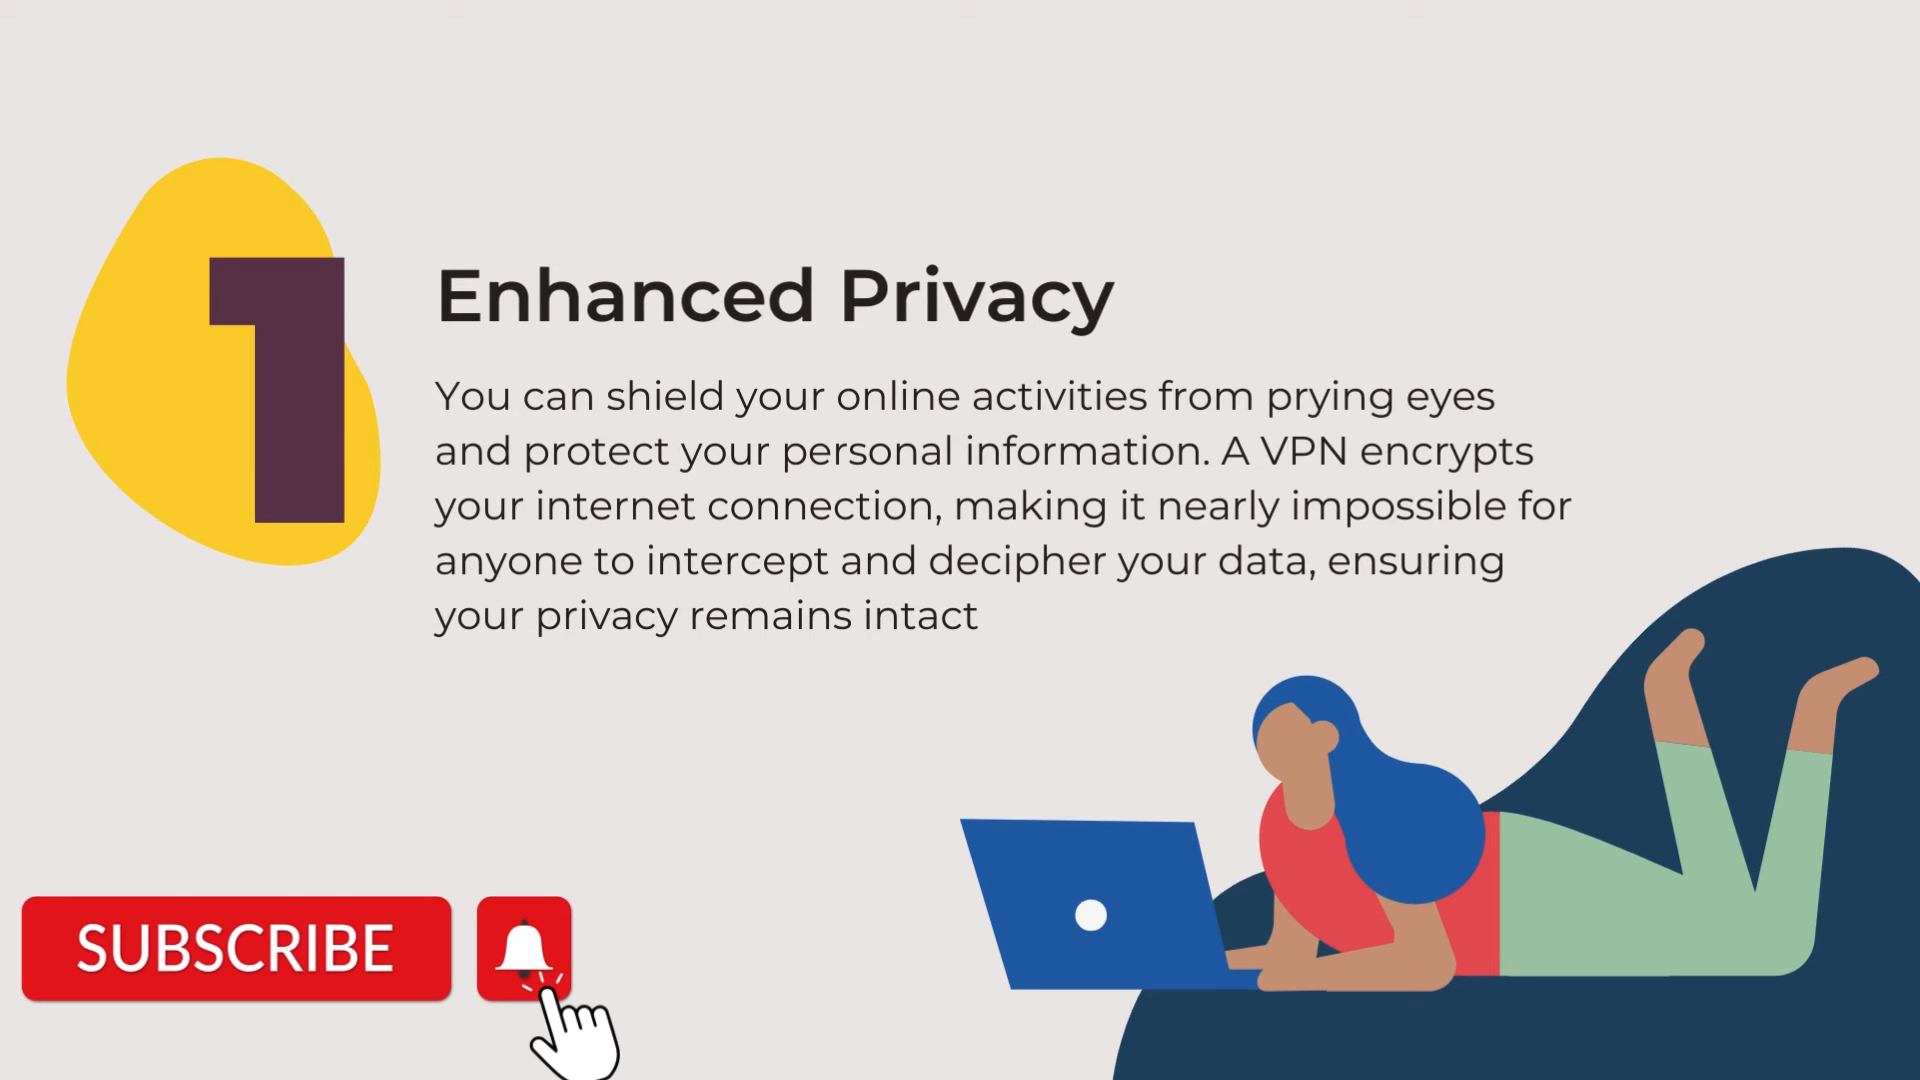 1
Enhanced Privacy
You can shield your online activities from prying eyes
and protect your personal information. A VPN encrypts
your internet connection, making it nearly impossible for
anyone to intercept and decipher your data, ensuring
your privacy remains intact
SUBSCRIBE